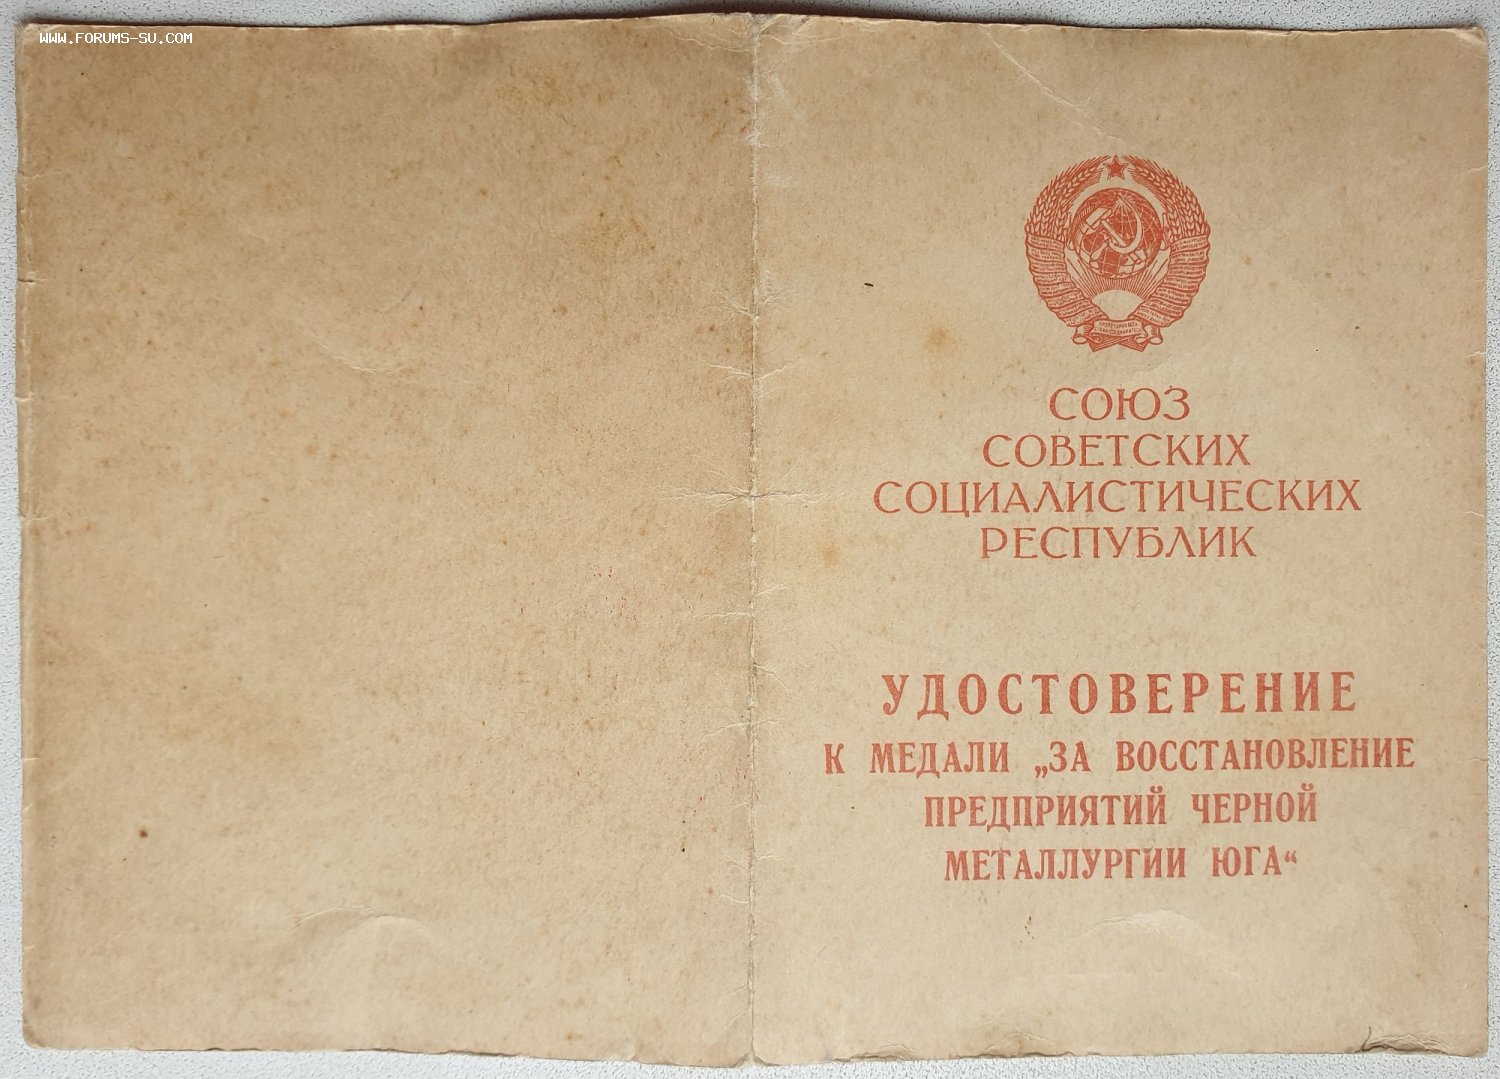 WWW.FORUMS-SU.COM
СОЮЗ
СОВЕТСКИХ
СОЦИАЛИСТИЧЕСКИХ
РЕСПУБЛИК
УДОСТОВЕРЕНИЕ
К МЕДАЛИ „ЗА ВОССТАНОВЛЕНИЕ
ПРЕДПРИЯТИЙ ЧЕРНОЙ
МЕТАЛЛУРГИИ ЮГА“